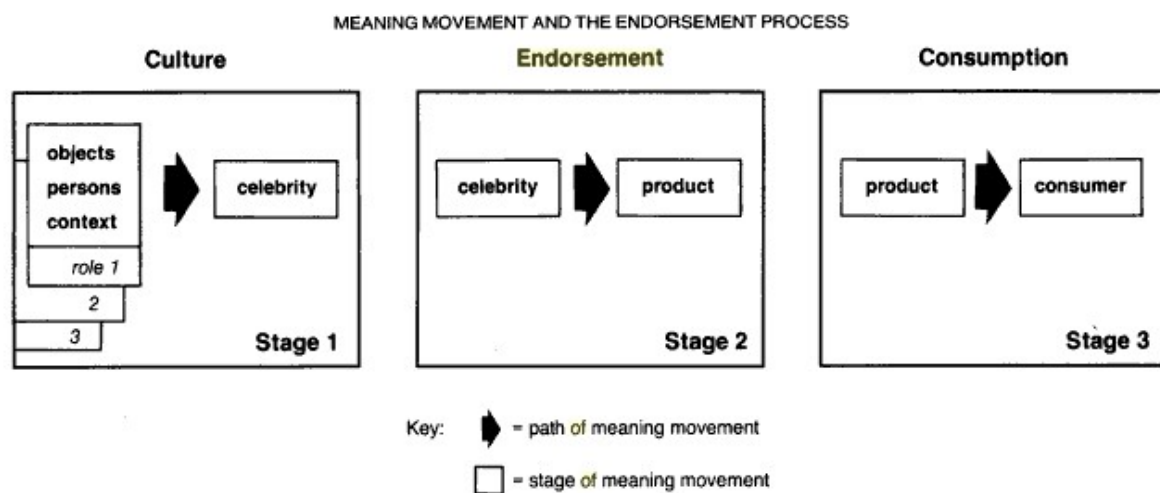 MEANING MOVEMENT AND THE ENDORSEMENT PROCESS
Culture
Endorsement
Consumption
objects
persons
context
role 1
2
3
celebrity
Stage 1
celebrity
product
Stage 2
product
consumer
Stage 3
Key:
= path of meaning movement
= stage of meaning movement